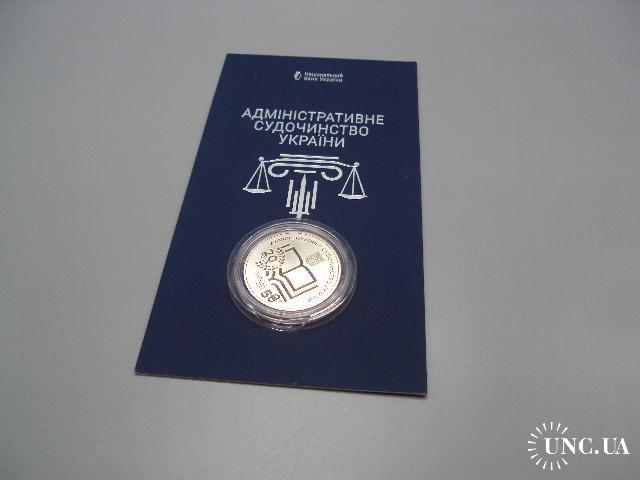 Національний
банк України
АДМІНІСТРАТИВНЕ
СУДОЧИНСТВО
УКРАЇНИ
UNC.UA